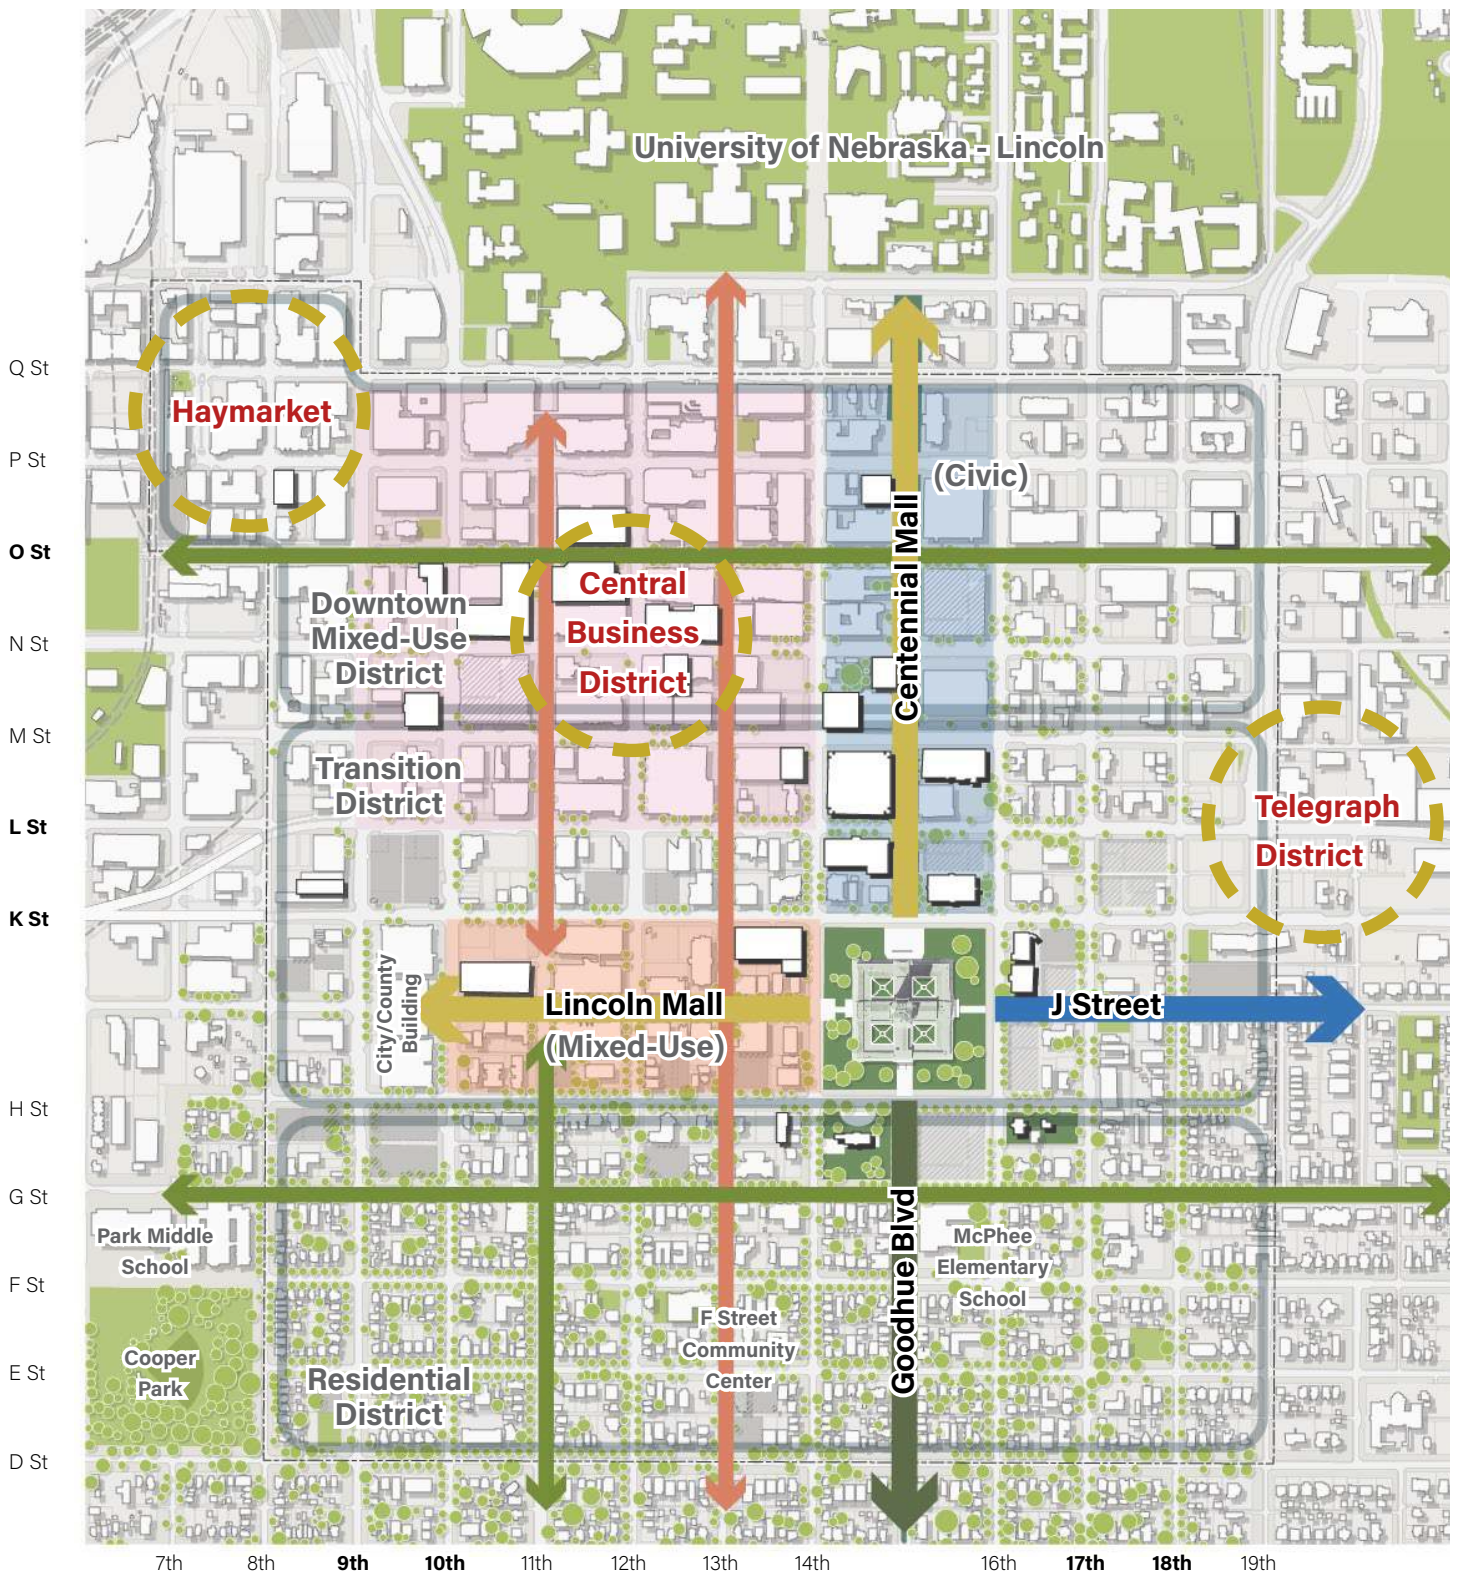 University of Nebraska - Lincoln
Q St
Haymarket
P St
(Civic)
O St
Centennial Mall
Central
Business
District
Downtown
Mixed-Use
District
N St
M St
Transition
District
Telegraph
District
L St
K St
City/County
Building
Lincoln Mall
(Mixed-Use)
J Street
H St
G St
Park Middle
School
Goodhue Blvd
McPhee
Elementary
School
F St
F Street
Community
Center
Cooper
Park
E St
Residential
District
D St
7th 8th 9th 10th 11th 12th 13th 14th 16th 17th 18th 19th